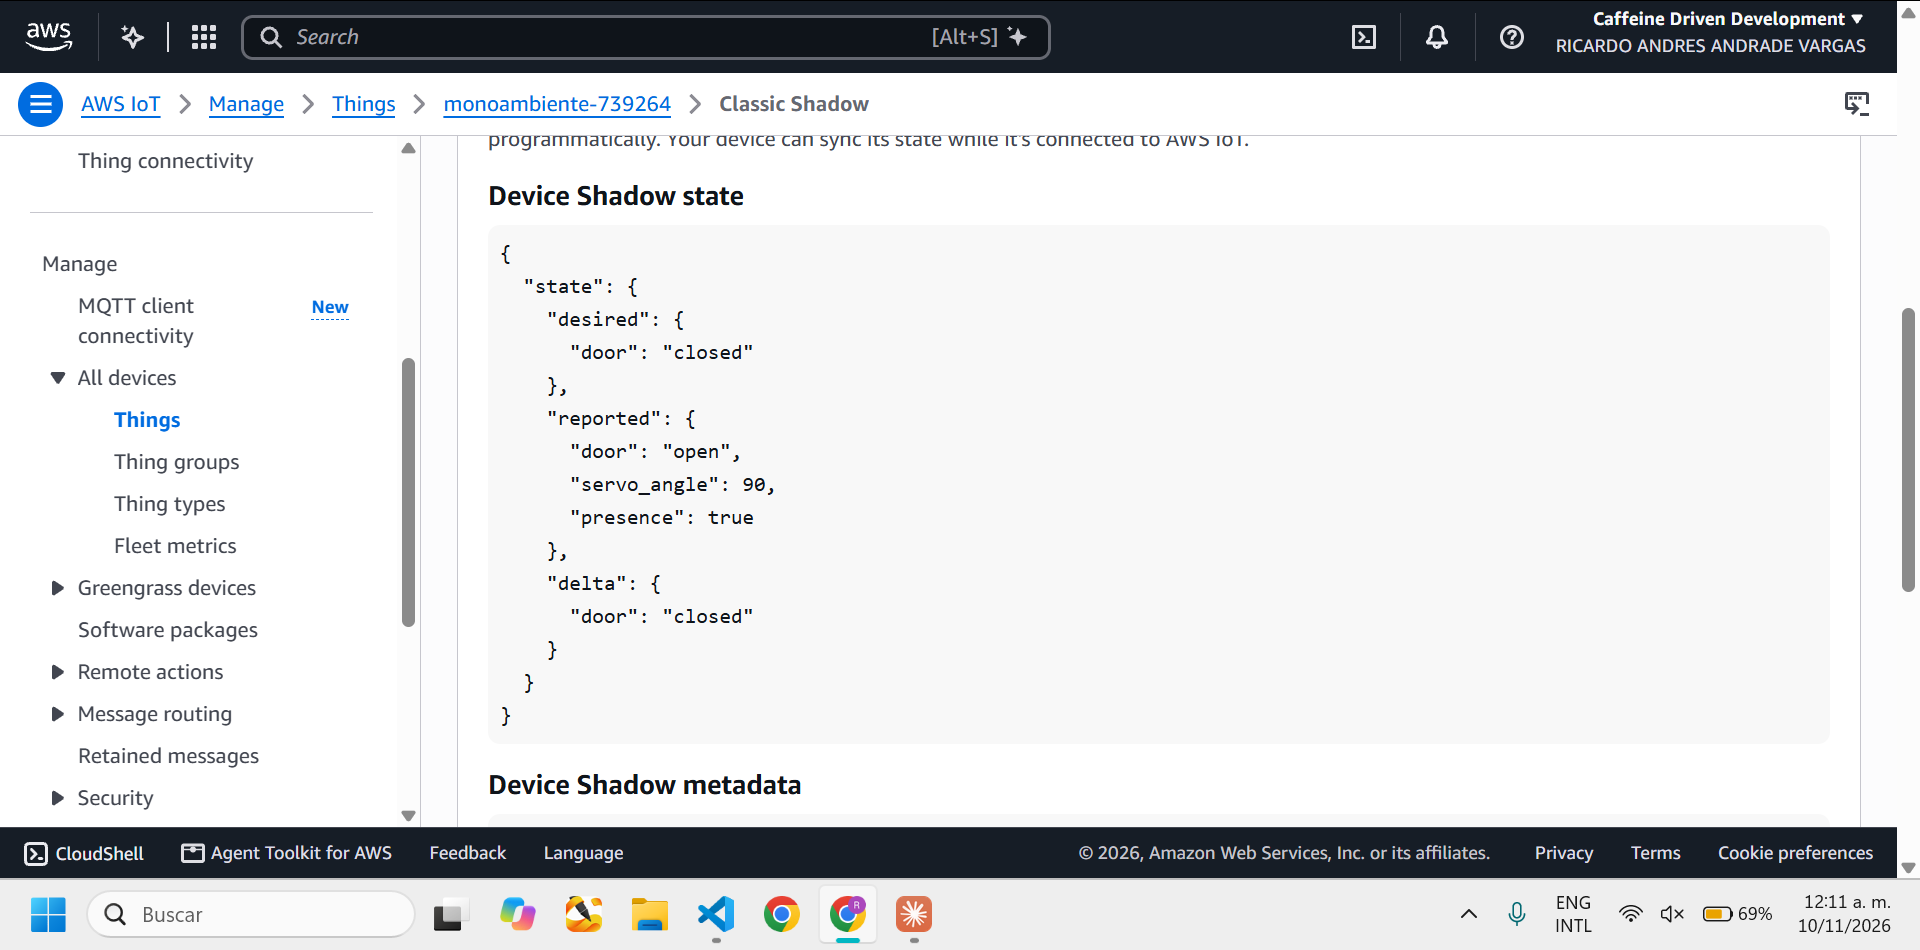 aws
Search
[Alt+S]
Caffeine Driven Development
RICARDO ANDRES ANDRADE VARGAS
AWS IoT
Manage
Things
monoambiente-739264
Classic Shadow
Thing connectivity
Manage
MQTT client
connectivity
New
All devices
Things
Thing groups
Thing types
Fleet metrics
Greengrass devices
Software packages
Remote actions
Message routing
Retained messages
Security
programmatically. Your device can sync its state while it's connected to AWS IoT.
Device Shadow state
{
"state": {
"desired": {
"door": "closed"
},
"reported": {
"door": "open",
"servo_angle": 90,
"presence": true
},
"delta": {
"door": "closed"
}
}
}
Device Shadow metadata
CloudShell
Agent Toolkit for AWS
Feedback
Language
© 2026, Amazon Web Services, Inc. or its affiliates.
Privacy
Terms
Cookie preferences
Buscar
R
ENG
INTL
69%
12:11 a. m.
10/11/2026